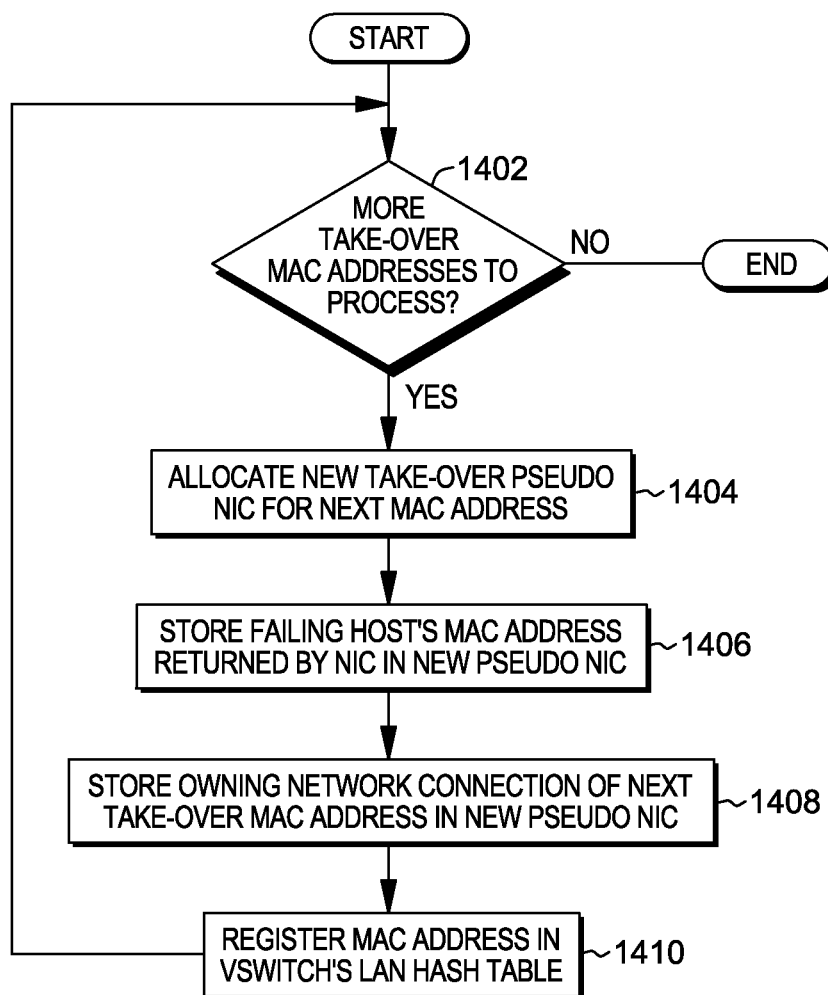 START
1402
MORE
TAKE-OVER
MAC ADDRESSES TO
PROCESS?
NO
END
YES
ALLOCATE NEW TAKE-OVER PSEUDO
NIC FOR NEXT MAC ADDRESS
1404
STORE FAILING HOST'S MAC ADDRESS
RETURNED BY NIC IN NEW PSEUDO NIC
1406
STORE OWNING NETWORK CONNECTION OF NEXT
TAKE-OVER MAC ADDRESS IN NEW PSEUDO NIC
1408
REGISTER MAC ADDRESS IN
VSWITCH'S LAN HASH TABLE
1410